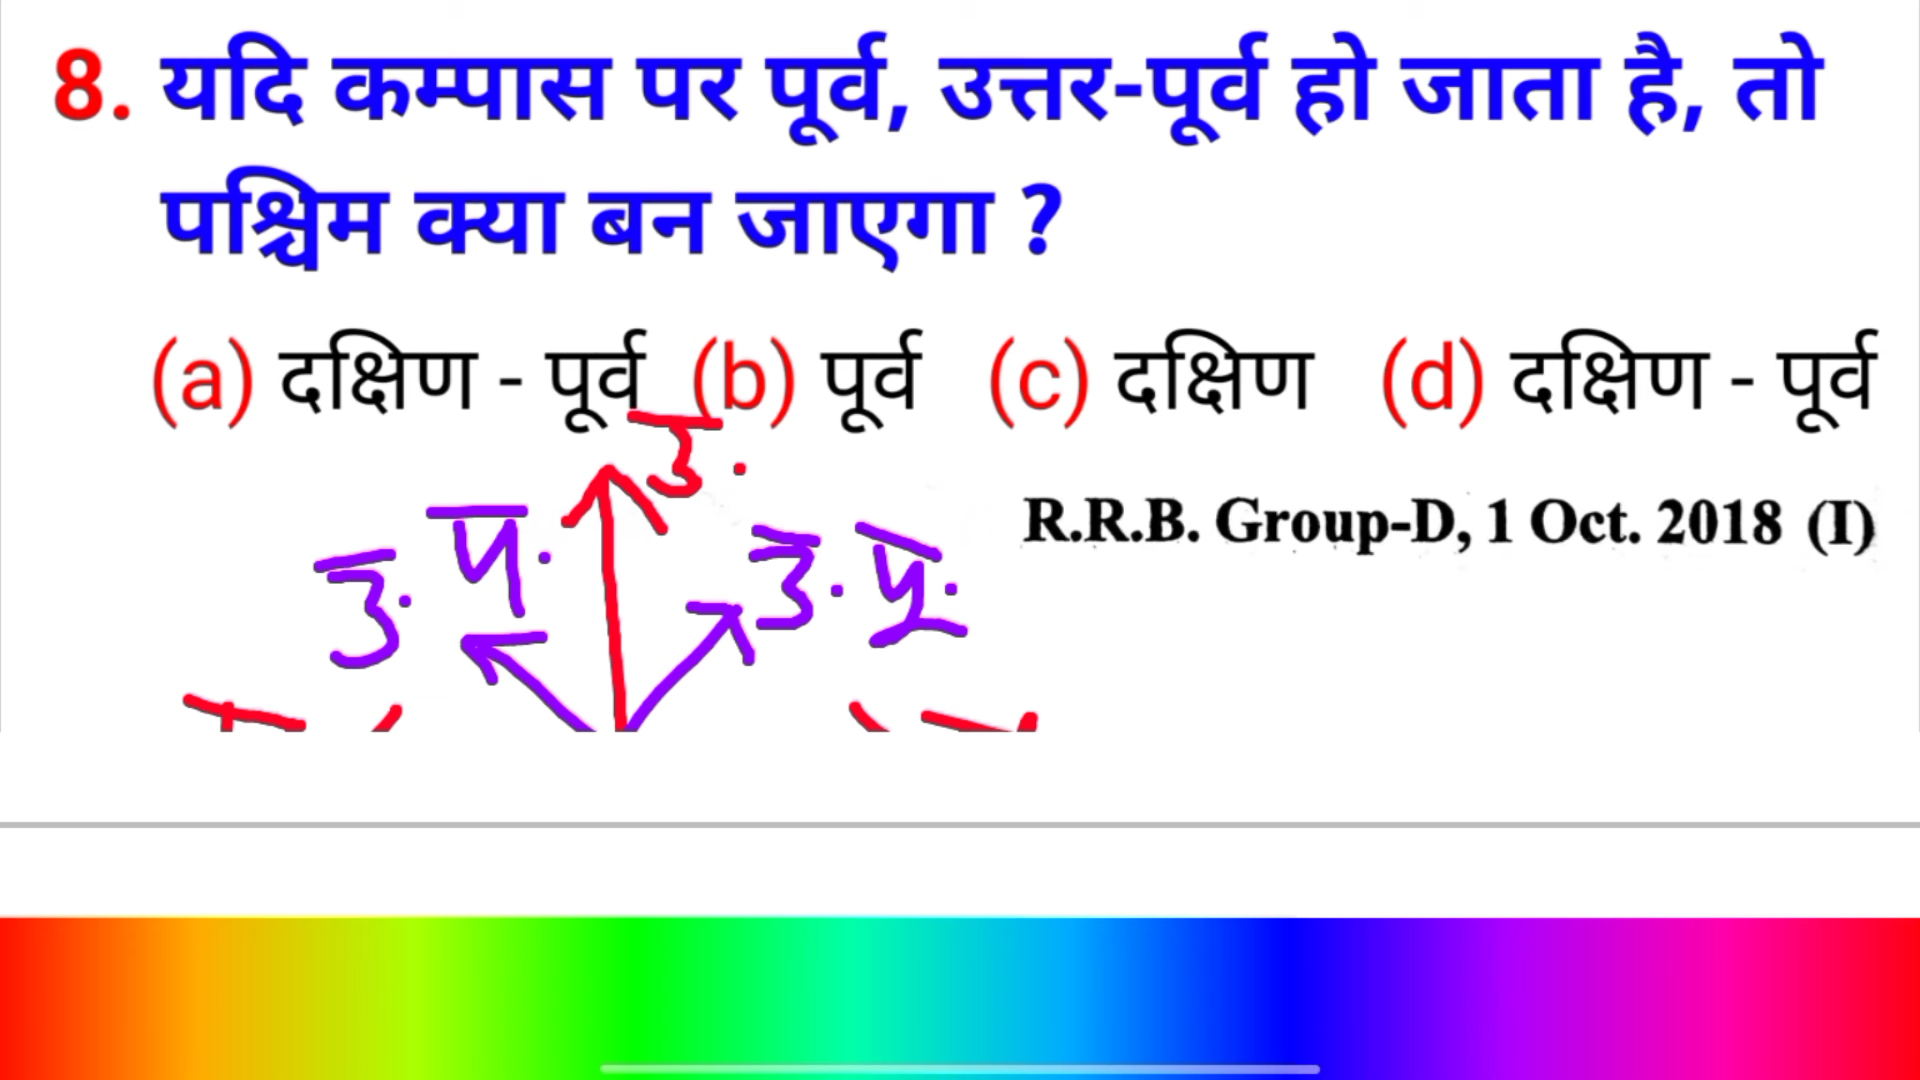 8. यदि कम्पास पर पूर्व, उत्तर-पूर्व हो जाता है, तो
पश्चिम क्या बन जाएगा ?
(a) दक्षिण - पूर्व (b) पूर्व (c) दक्षिण (d) दक्षिण - पूर्व
उ.
R.R.B. Group-D, 1 Oct. 2018 (I)
उ. प. उ. पू.